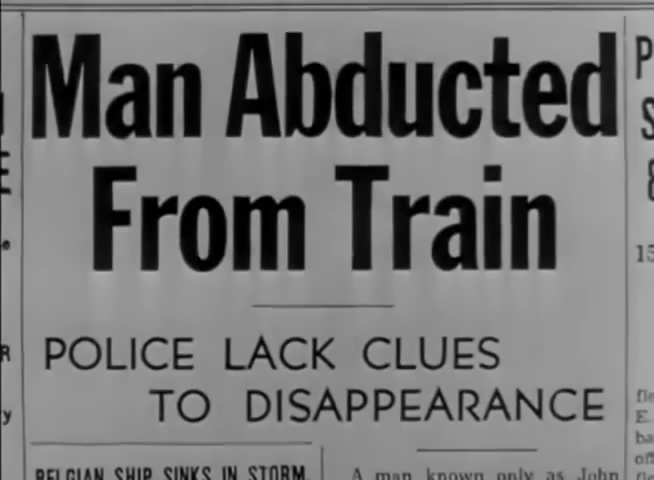 Man Abducted
From Train
POLICE LACK CLUES
TO DISAPPEARANCE
BELGIAN SHIP SINKS IN STORM
A man known only as John